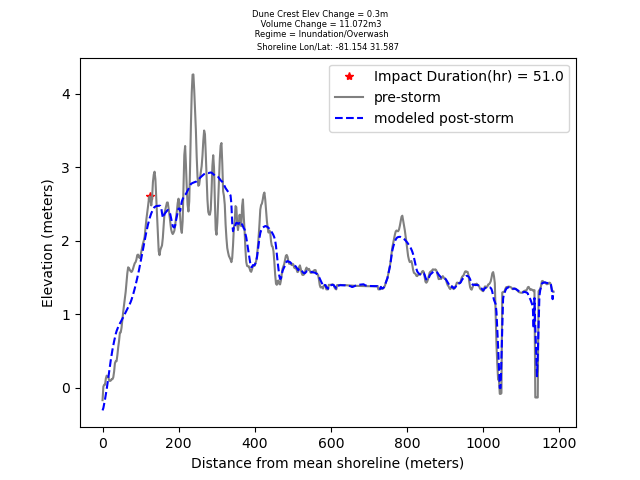 Dune Crest Elev Change = 0.3m
Volume Change = 11.072m3
Regime = Inundation/Overwash
Shoreline Lon/Lat: -81.154 31.587
Impact Duration(hr) = 51.0
pre-storm
modeled post-storm
Elevation (meters)
4
3
2
1
0
0 200 400 600 800 1000 1200
Distance from mean shoreline (meters)